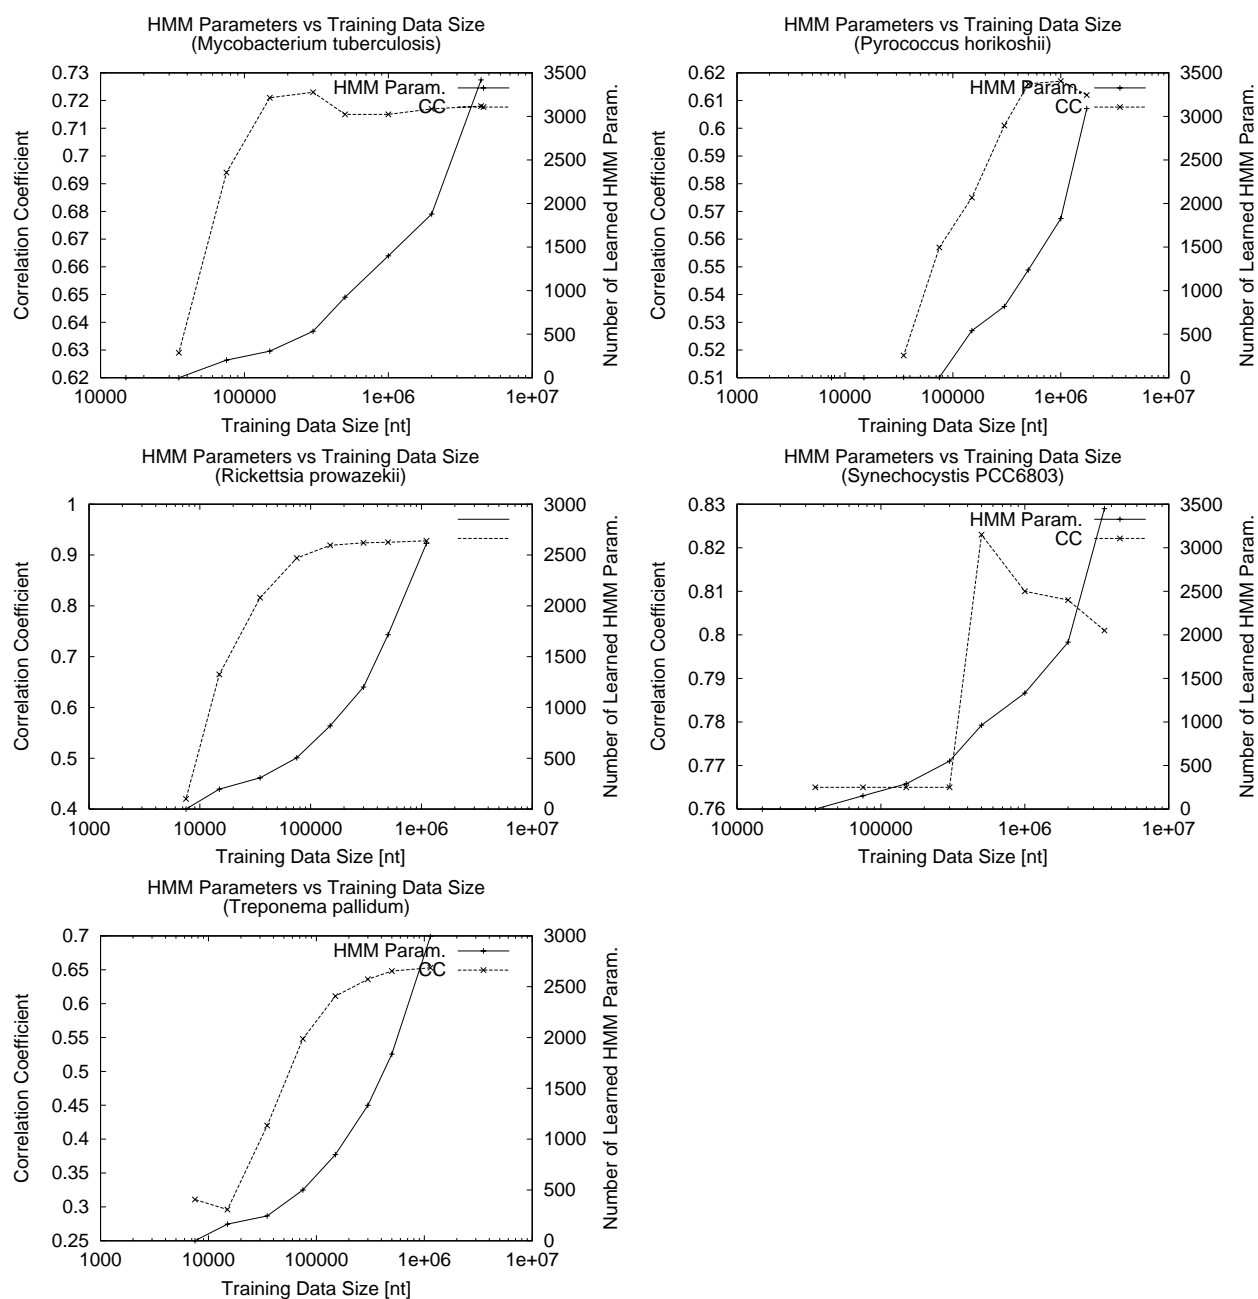 HMM Parameters vs Training Data Size
(Mycobacterium tuberculosis)
0.73
0.72
0.71
0.7
0.69
0.68
0.67
0.66
0.65
0.64
0.63
0.62
Correlation Coefficient
3500
3000
2500
2000
1500
1000
500
0
Number of Learned HMM Param.
HMM Param.
CC
10000 100000 1e+06 1e+07
Training Data Size [nt]
HMM Parameters vs Training Data Size
(Pyrococcus horikoshii)
0.62
0.61
0.6
0.59
0.58
0.57
0.56
0.55
0.54
0.53
0.52
0.51
Correlation Coefficient
3500
3000
2500
2000
1500
1000
500
0
Number of Learned HMM Param.
HMM Param.
CC
1000 10000 100000 1e+06 1e+07
Training Data Size [nt]
HMM Parameters vs Training Data Size
(Rickettsia prowazekii)
1
0.9
0.8
0.7
0.6
0.5
0.4
Correlation Coefficient
3000
2500
2000
1500
1000
500
0
Number of Learned HMM Param.
1000 10000 100000 1e+06 1e+07
Training Data Size [nt]
HMM Parameters vs Training Data Size
(Synechocystis PCC6803)
0.83
0.82
0.81
0.8
0.79
0.78
0.77
0.76
Correlation Coefficient
3500
3000
2500
2000
1500
1000
500
0
Number of Learned HMM Param.
HMM Param.
CC
10000 100000 1e+06 1e+07
Training Data Size [nt]
HMM Parameters vs Training Data Size
(Treponema pallidum)
0.7
0.65
0.6
0.55
0.5
0.45
0.4
0.35
0.3
0.25
Correlation Coefficient
3000
2500
2000
1500
1000
500
0
Number of Learned HMM Param.
HMM Param.
CC
1000 10000 100000 1e+06 1e+07
Training Data Size [nt]